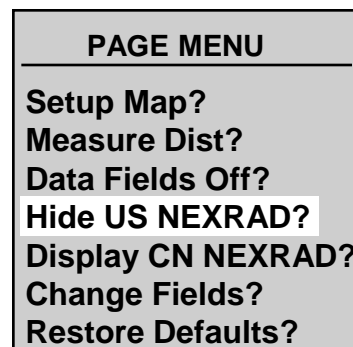 PAGE MENU
Setup Map?
Measure Dist?
Data Fields Off?
Hide US NEXRAD?
Display CN NEXRAD?
Change Fields?
Restore Defaults?